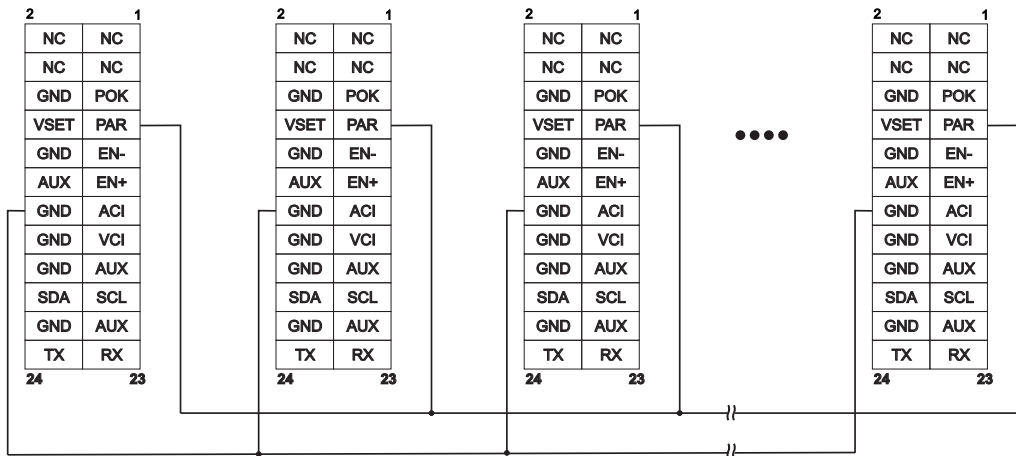 2 1 2 1 2 1 2 1
NC NC NC NC NC NC NC NC
NC NC NC NC NC NC NC NC
GND POK GND POK GND POK GND POK
VSET PAR VSET PAR VSET PAR VSET PAR
GND EN- GND EN- GND EN- GND EN-
AUX EN+ AUX EN+ AUX EN+ AUX EN+
GND ACI GND ACI GND ACI GND ACI
GND VCI GND VCI GND VCI GND VCI
GND AUX GND AUX GND AUX GND AUX
SDA SCL SDA SCL SDA SCL SDA SCL
GND AUX GND AUX GND AUX GND AUX
TX RX TX RX TX RX TX RX
24 23 24 23 24 23 24 23